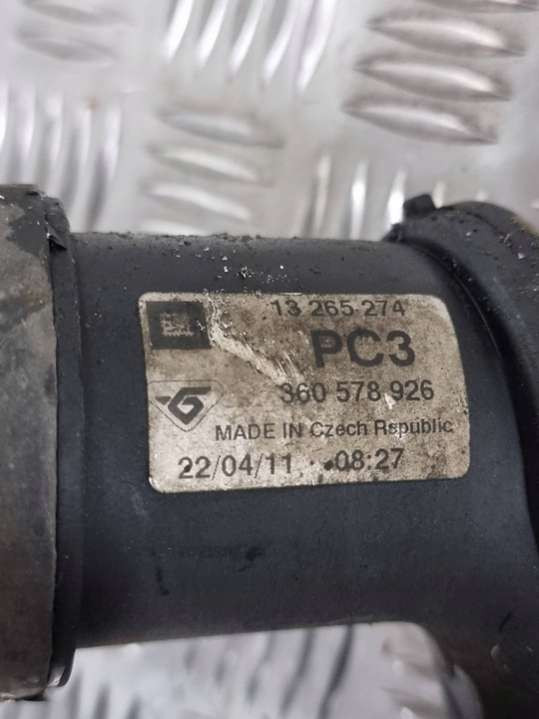 13 265 274
PC3
360 578 926
MADE IN Czech Republic
22/04/11 08:27